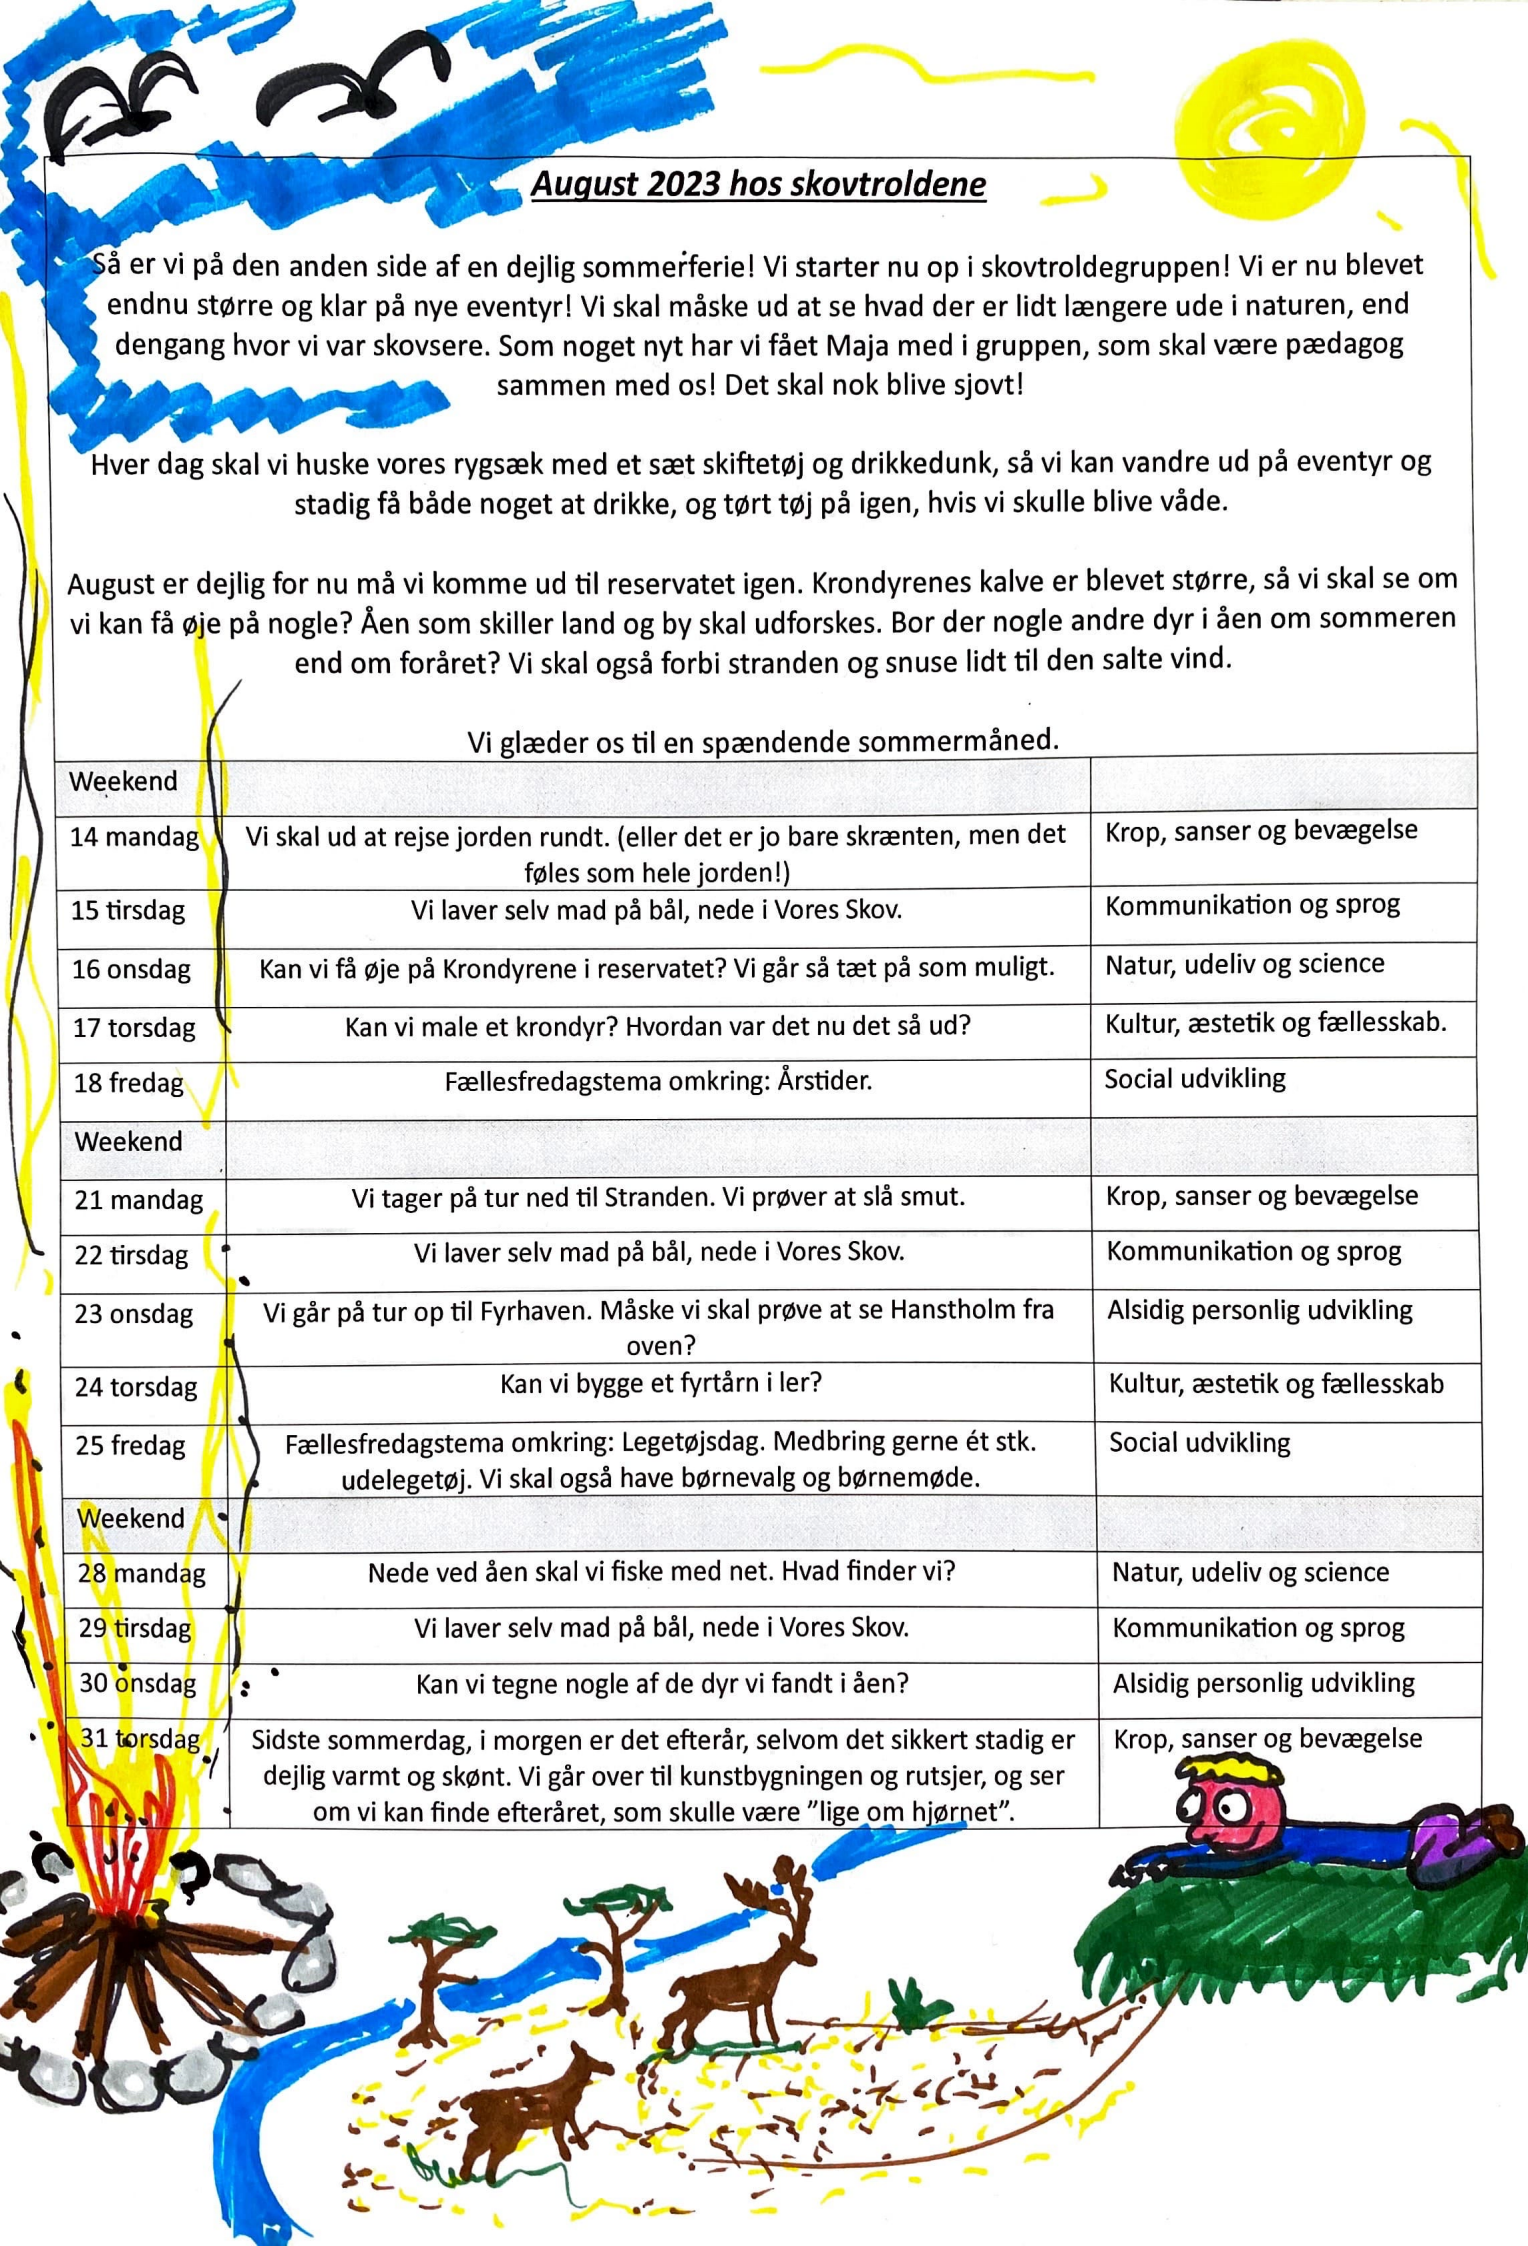 August 2023 hos skovtroldene
Så er vi på den anden side af en dejlig sommerferie! Vi starter nu op i skovtroldegruppen! Vi er nu blevet
endnu større og klar på nye eventyr! Vi skal måske ud at se hvad der er lidt længere ude i naturen, end
dengang hvor vi var skovsere. Som noget nyt har vi fået Maja med i gruppen, som skal være pædagog
sammen med os! Det skal nok blive sjovt!
Hver dag skal vi huske vores rygsæk med et sæt skiftetøj og drikkedunk, så vi kan vandre ud på eventyr og
stadig få både noget at drikke, og tørt tøj på igen, hvis vi skulle blive våde.
August er dejlig for nu må vi komme ud til reservatet igen. Krondyrenes kalve er blevet større, så vi skal se om
vi kan få øje på nogle? Åen som skiller land og by skal udforskes. Bor der nogle andre dyr i åen om sommeren
end om foråret? Vi skal også forbi stranden og snuse lidt til den salte vind.
Vi glæder os til en spændende sommermåned.
Weekend
14 mandag Vi skal ud at rejse jorden rundt. (eller det er jo bare skrænten, men det Krop, sanser og bevægelse
føles som hele jorden!)
15 tirsdag Vi laver selv mad på bål, nede i Vores Skov. Kommunikation og sprog
16 onsdag Kan vi få øje på Krondyrene i reservatet? Vi går så tæt på som muligt. Natur, udeliv og science
17 torsdag Kan vi male et krondyr? Hvordan var det nu det så ud? Kultur, æstetik og fællesskab.
18 fredag Fællesfredagstema omkring: Årstider. Social udvikling
Weekend
21 mandag Vi tager på tur ned til Stranden. Vi prøver at slå smut. Krop, sanser og bevægelse
22 tirsdag Vi laver selv mad på bål, nede i Vores Skov. Kommunikation og sprog
23 onsdag Vi går på tur op til Fyrhaven. Måske vi skal prøve at se Hanstholm fra Alsidig personlig udvikling
oven?
24 torsdag Kan vi bygge et fyrtårn i ler? Kultur, æstetik og fællesskab
25 fredag Fællesfredagstema omkring: Legetøjsdag. Medbring gerne ét stk. Social udvikling
udelegetøj. Vi skal også have børnevalg og børnemøde.
Weekend
28 mandag Nede ved åen skal vi fiske med net. Hvad finder vi? Natur, udeliv og science
29 tirsdag Vi laver selv mad på bål, nede i Vores Skov. Kommunikation og sprog
30 onsdag Kan vi tegne nogle af de dyr vi fandt i åen? Alsidig personlig udvikling
31 torsdag Sidste sommerdag, i morgen er det efterår, selvom det sikkert stadig er Krop, sanser og bevægelse
dejlig varmt og skønt. Vi går over til kunstbygningen og rutsjer, og ser
om vi kan finde efteråret, som skulle være ”lige om hjørnet”.